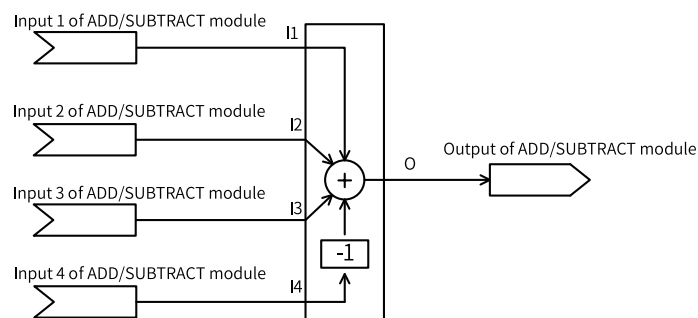 Input 1 of ADD/SUBTRACT module
I1
Input 2 of ADD/SUBTRACT module
I2
Output of ADD/SUBTRACT module
O
+
Input 3 of ADD/SUBTRACT module
I3
-1
Input 4 of ADD/SUBTRACT module
I4